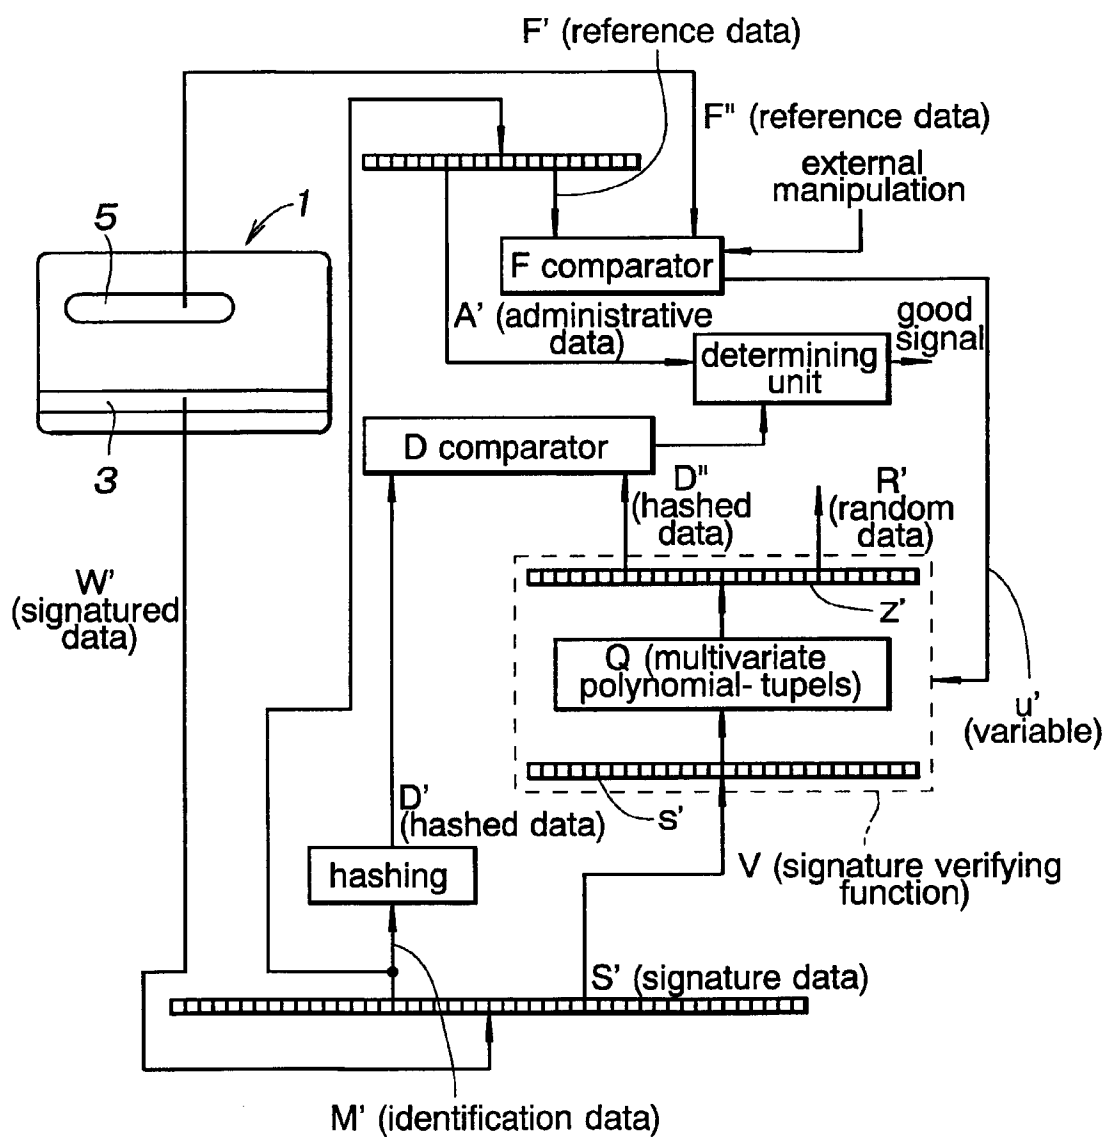 F' (reference data)
F" (reference data)
external
manipulation
1
5
F comparator
A' (administrative
data)
good
signal
determining
unit
D comparator
3
D"
(hashed
data)
R'
(random
data)
W'
(signatured
data)
z'
Q (multivariate
polynomial- tupels)
u'
(variable)
D'
(hashed data)
s'
hashing
V (signature verifying
function)
S' (signature data)
M' (identification data)